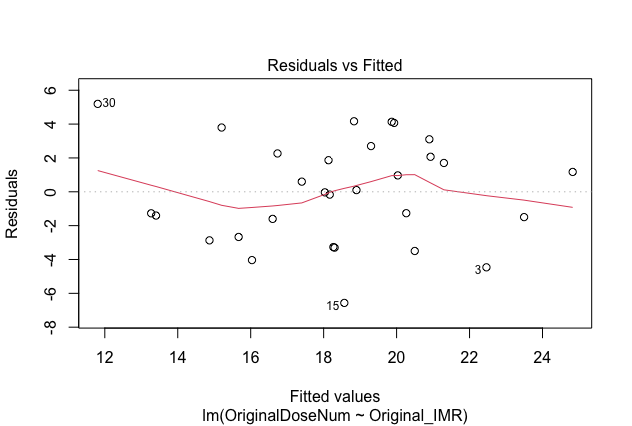 Residuals vs Fitted
Residuals
6
4
2
0
-2
-4
-6
-8
30
3
15
12 14 16 18 20 22 24
Fitted values
lm(OriginalDoseNum ~ Original_IMR)